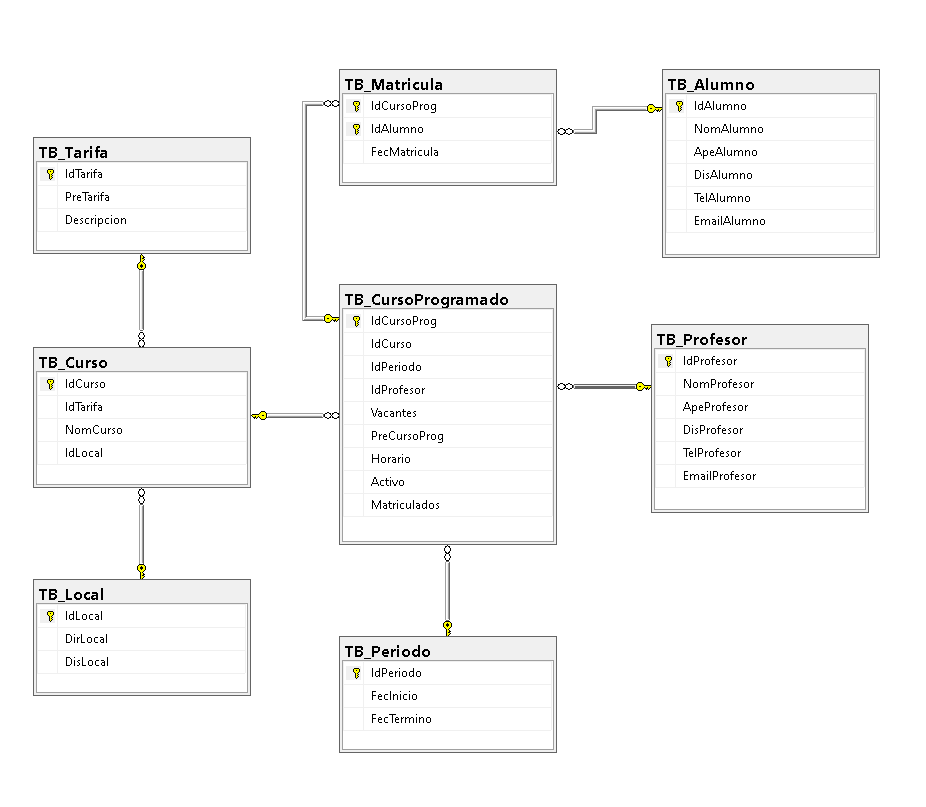 TB_Matricula
IdCursoProg
IdAlumno
FecMatricula
TB_Alumno
IdAlumno
NomAlumno
ApeAlumno
DisAlumno
TelAlumno
EmailAlumno
TB_Tarifa
IdTarifa
PreTarifa
Descripcion
TB_CursoProgramado
IdCursoProg
IdCurso
IdPeriodo
IdProfesor
Vacantes
PreCursoProg
Horario
Activo
Matriculados
TB_Profesor
IdProfesor
NomProfesor
ApeProfesor
DisProfesor
TelProfesor
EmailProfesor
TB_Curso
IdCurso
IdTarifa
NomCurso
IdLocal
TB_Local
IdLocal
DirLocal
DisLocal
TB_Periodo
IdPeriodo
FecInicio
FecTermino